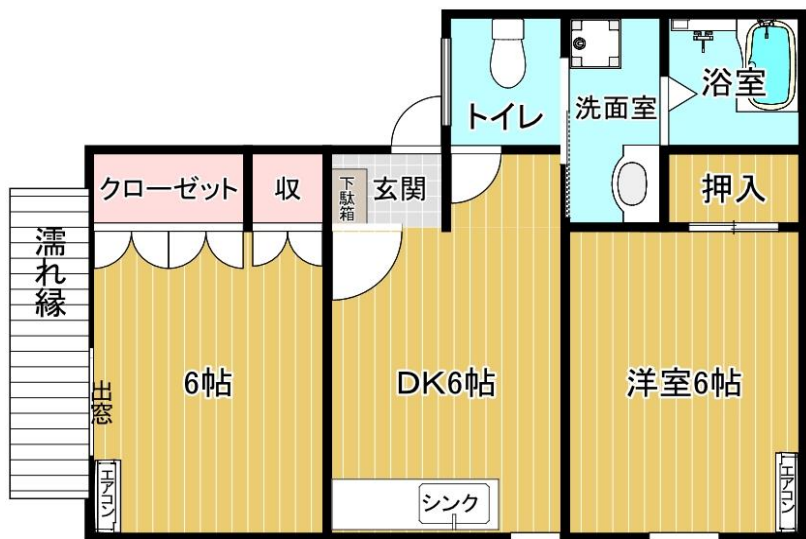 トイレ
洗面室
浴室
クローゼット
収
下駄箱
玄関
押入
濡れ縁
6帖
DK6帖
洋室6帖
出窓
エアコン
シンク
エアコン